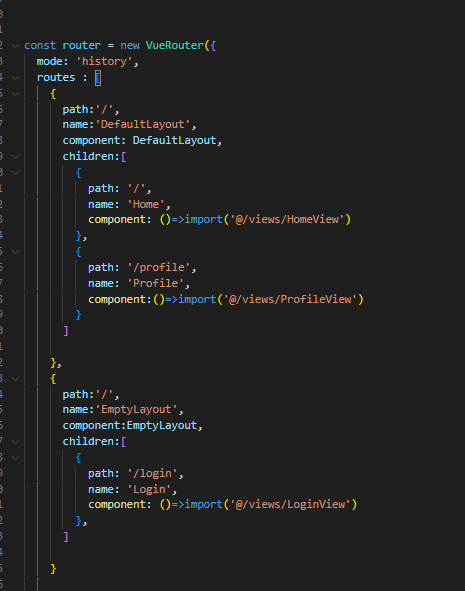 const router = new VueRouter({
mode: 'history',
routes : [
{
path:'/',
name:'DefaultLayout',
component: DefaultLayout,
children:[
{
path: '/',
name: 'Home',
component: ()=>import('@/views/HomeView')
},
{
path: '/profile',
name: 'Profile',
component:()=>import('@/views/ProfileView')
}
]
},
{
path:'/',
name:'EmptyLayout',
component:EmptyLayout,
children:[
{
path: '/login',
name: 'Login',
component: ()=>import('@/views/LoginView')
},
]
}